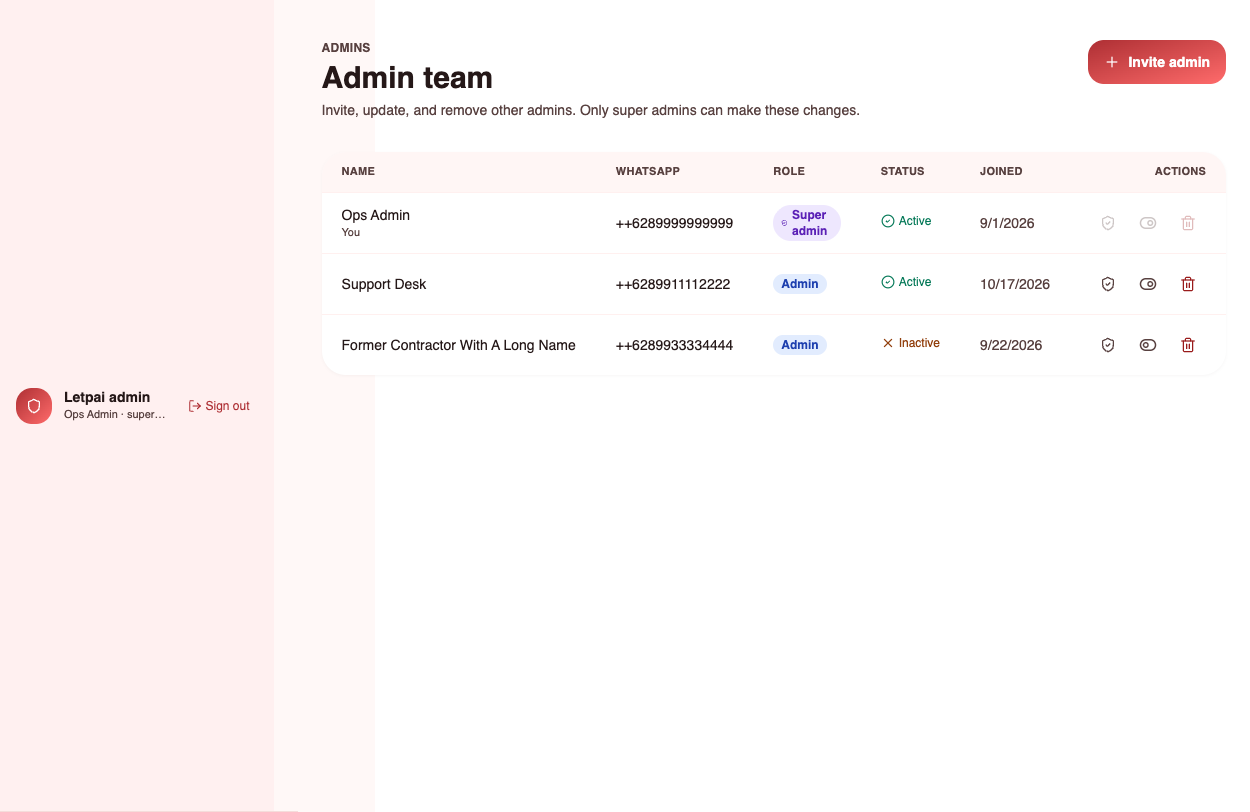 ADMINS
Admin team
Invite, update, and remove other admins. Only super admins can make these changes.
Invite admin
NAME WHATSAPP ROLE STATUS JOINED ACTIONS
Ops Admin
You
++6289999999999
Super
admin
Active
9/1/2026
Support Desk ++6289911112222 Admin Active 10/17/2026
Former Contractor With A Long Name ++6289933334444 Admin Inactive 9/22/2026
Letpai admin
Ops Admin · super…
Sign out